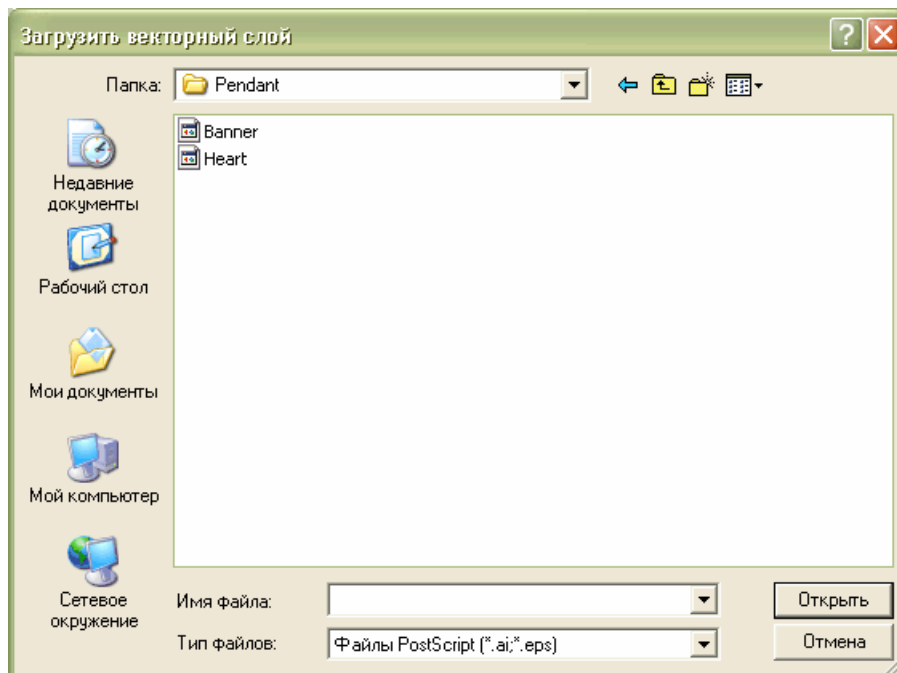 Загрузить векторный слой
Папка:
Pendant
Banner
Heart
Недавние
документы
Рабочий стол
Мои документы
Мой компьютер
Сетевое
окружение
Имя файла:
Открыть
Тип файлов:
Файлы PostScript (*.ai;*.eps)
Отмена